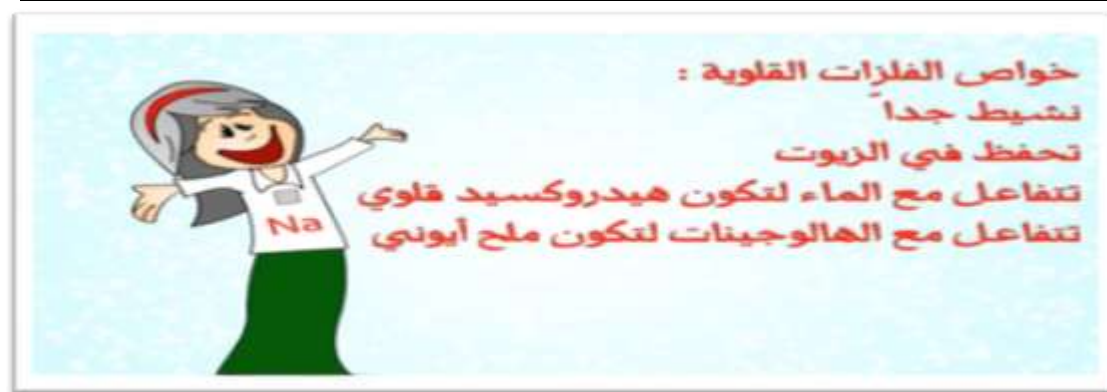 خواص الفلزات القلوية :
نشيط جداً
تحفظ في الزيوت
تتفاعل مع الماء لتكون هيدروكسيد قلوي
تتفاعل مع الهالوجينات لتكون ملح أيوني
Na